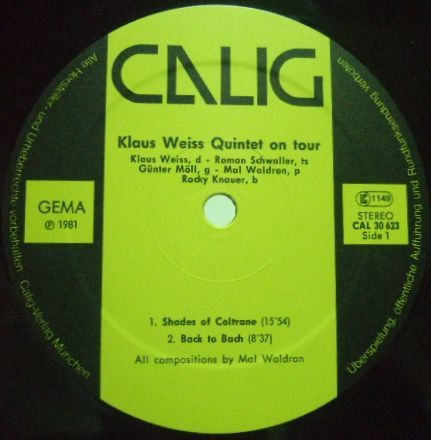 CALIG
Klaus Weiss Quintet on tour
Klaus Weiss, d - Roman Schwaller, ts
Günter Möll, g - Mal Waldron, p
Rocky Knauer, b
GEMA
℗ 1981
LC 1149
STEREO
CAL 30 623
Side 1
1. Shades of Coltrane (15'54)
2. Back to Bach (8'37)
All compositions by Mal Waldron
Alle Hersteller- und Urheberrechte vorbehalten Calig-Verlag München
Überspielung, öffentliche Aufführung und Rundfunksendung verboten